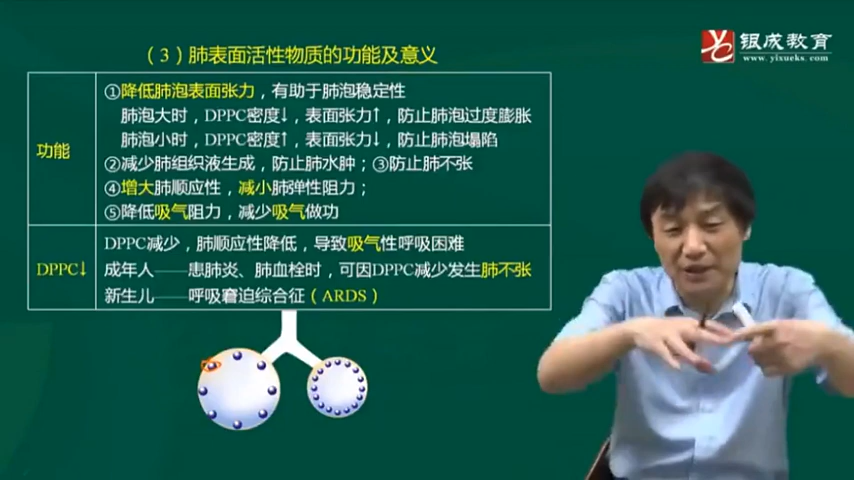 （3）肺表面活性物质的功能及意义
银成教育
www.yixueks.com
功能
①降低肺泡表面张力，有助于肺泡稳定性
肺泡大时，DPPC密度↓，表面张力↑，防止肺泡过度膨胀
肺泡小时，DPPC密度↑，表面张力↓，防止肺泡塌陷
②减少肺组织液生成，防止肺水肿；③防止肺不张
④增大肺顺应性，减小肺弹性阻力；
⑤降低吸气阻力，减少吸气做功
DPPC↓
DPPC减少，肺顺应性降低，导致吸气性呼吸困难
成年人——患肺炎、肺血栓时，可因DPPC减少发生肺不张
新生儿——呼吸窘迫综合征（ARDS）